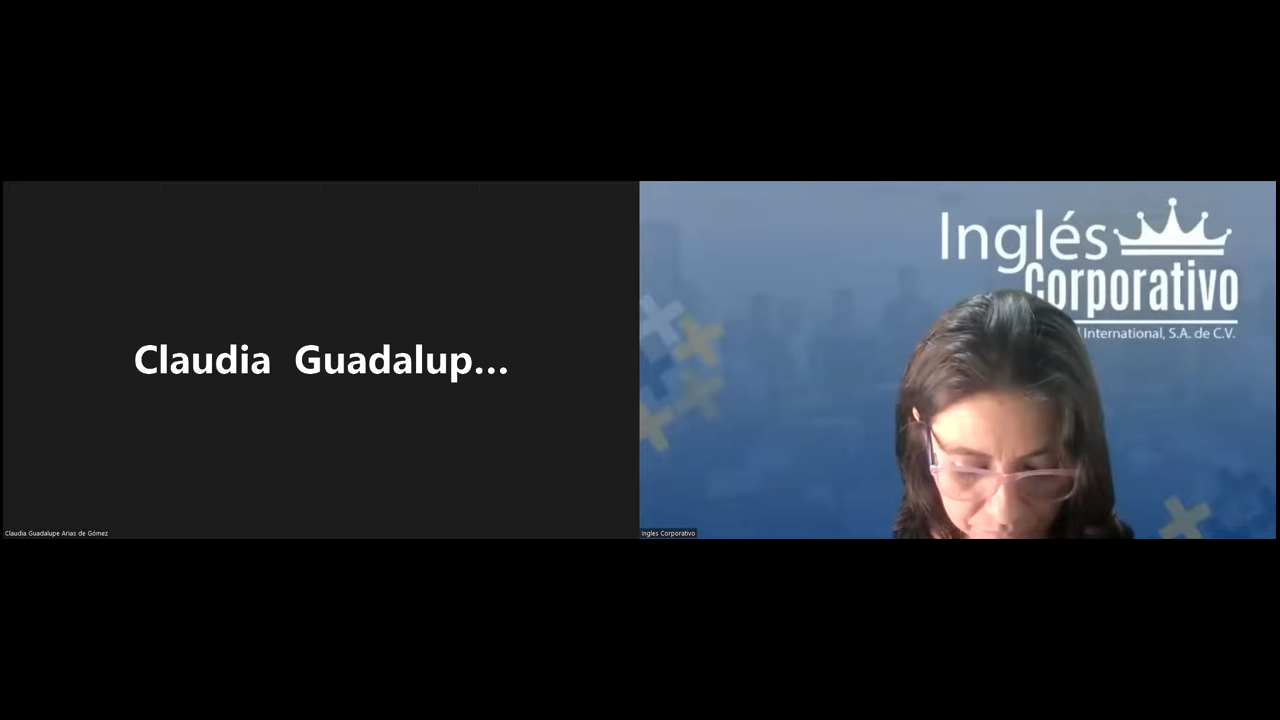 Claudia Guadalup...
Claudia Guadalupe Arias de Gómez
Inglés
Corporativo
International, S.A. de C.V.
Ingles Corporativo